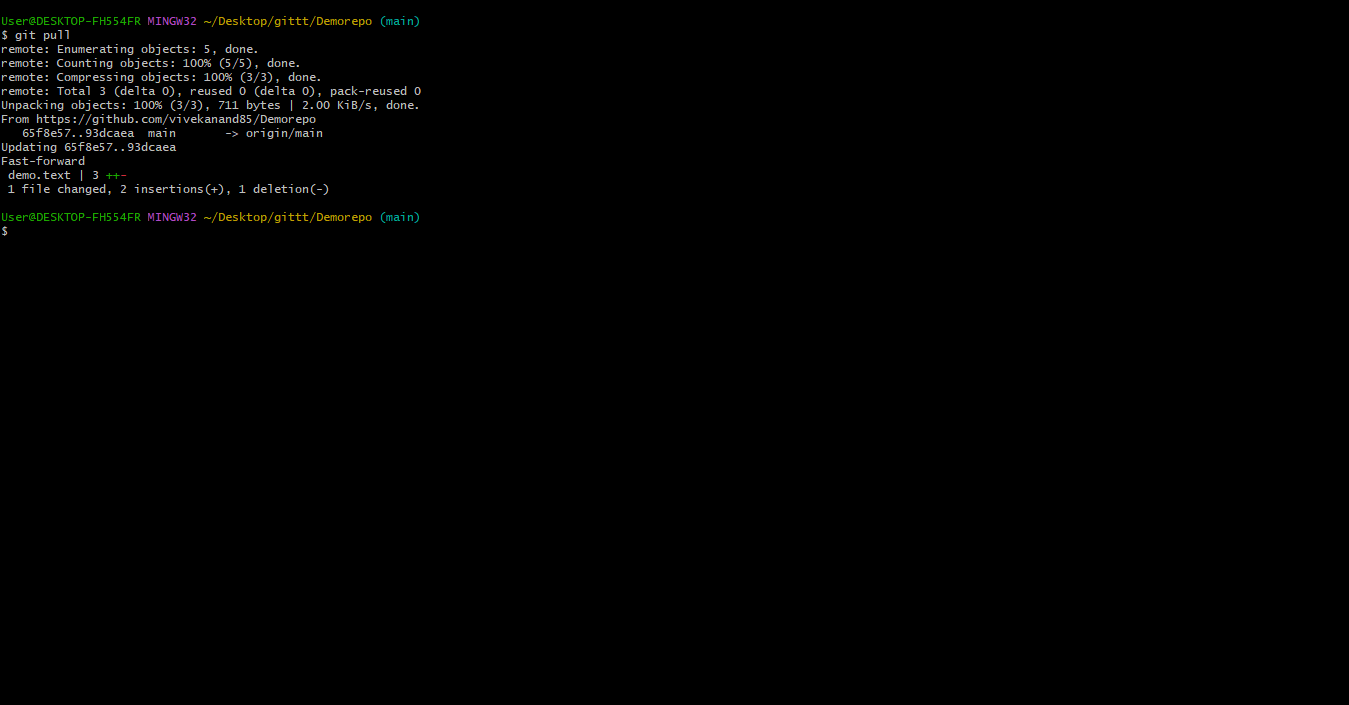 User@DESKTOP-FH554FR MINGW32 ~/Desktop/gittt/Demorepo (main)
$ git pull
remote: Enumerating objects: 5, done.
remote: Counting objects: 100% (5/5), done.
remote: Compressing objects: 100% (3/3), done.
remote: Total 3 (delta 0), reused 0 (delta 0), pack-reused 0
Unpacking objects: 100% (3/3), 711 bytes | 2.00 KiB/s, done.
From https://github.com/vivekanand85/Demorepo
   65f8e57..93dcaea  main       -> origin/main
Updating 65f8e57..93dcaea
Fast-forward
 demo.text | 3 ++-
 1 file changed, 2 insertions(+), 1 deletion(-)
User@DESKTOP-FH554FR MINGW32 ~/Desktop/gittt/Demorepo (main)
$